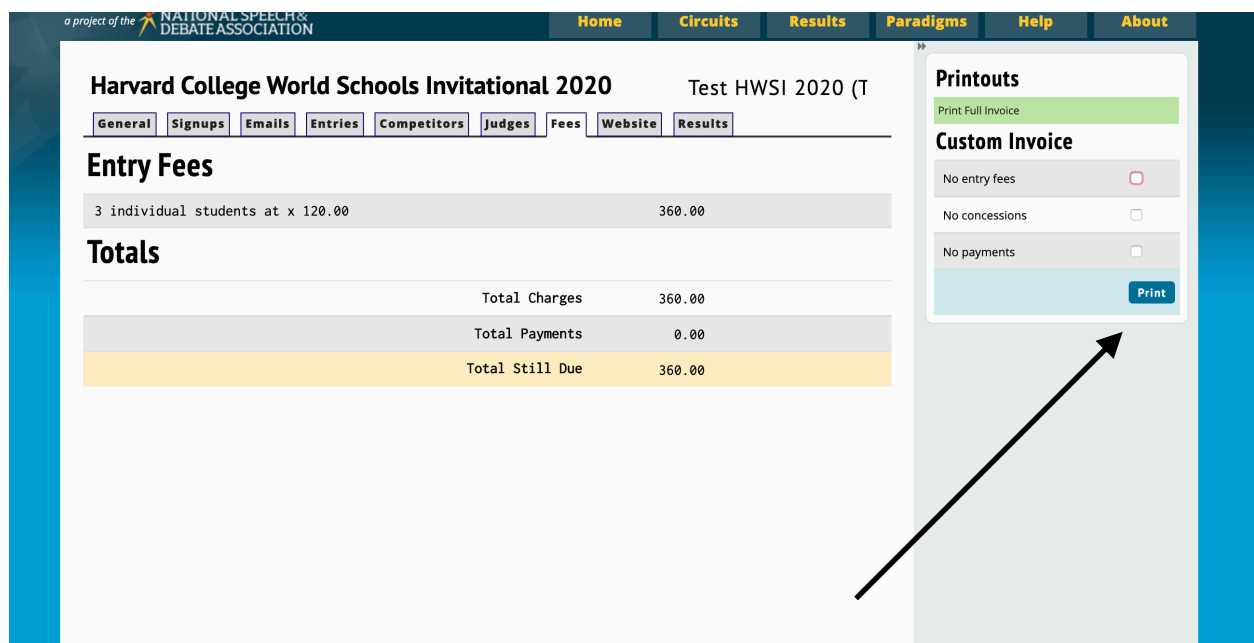 a project of the NATIONAL SPEECH &
DEBATE ASSOCIATION
Home Circuits Results Paradigms Help About
Harvard College World Schools Invitational 2020
Test HWSI 2020 (T
General Signups Emails Entries Competitors Judges Fees Website Results
Entry Fees
3 individual students at x 120.00 360.00
Totals
Total Charges 360.00
Total Payments 0.00
Total Still Due 360.00
Printouts
Print Full Invoice
Custom Invoice
No entry fees
No concessions
No payments
Print